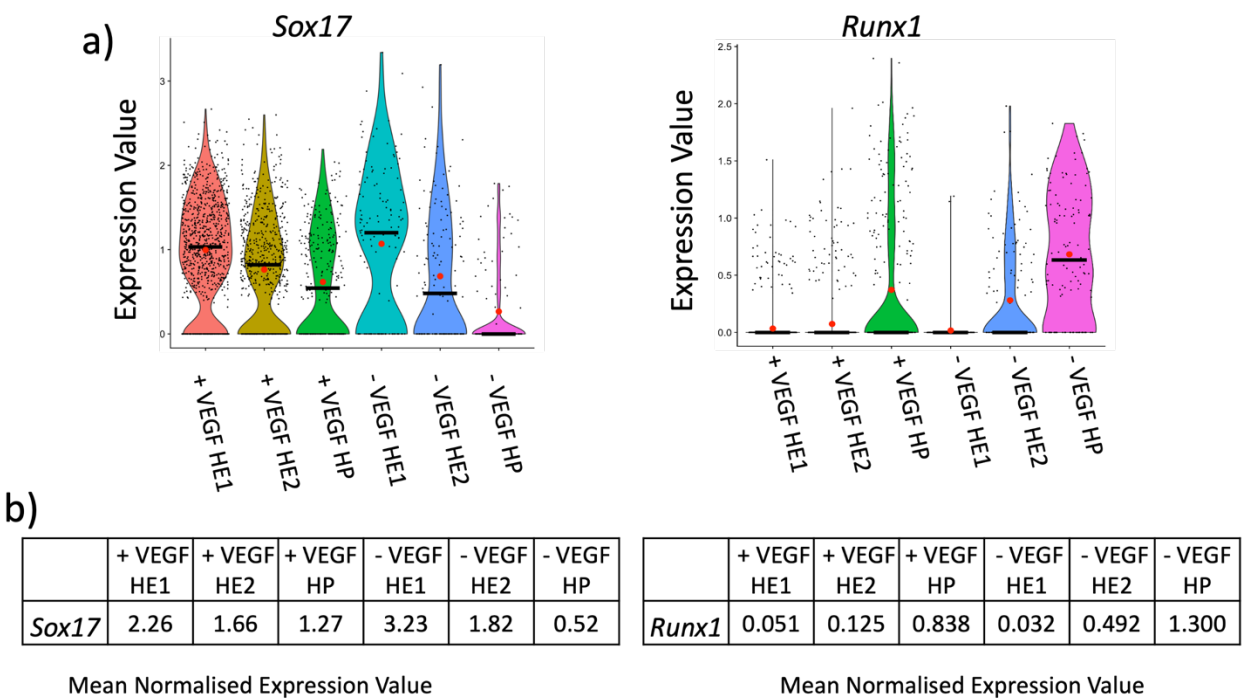 a)
Sox17
Expression Value
3
2
1
0
+ VEGF HE1
+ VEGF HE2
+ VEGF HP
- VEGF HE1
- VEGF HE2
- VEGF HP
Runx1
Expression Value
2.5
2.0
1.5
1.0
0.5
0.0
+ VEGF HE1
+ VEGF HE2
+ VEGF HP
- VEGF HE1
- VEGF HE2
- VEGF HP
b)
+ VEGF + VEGF + VEGF - VEGF - VEGF - VEGF
HE1 HE2 HP HE1 HE2 HP
Sox17 2.26 1.66 1.27 3.23 1.82 0.52
Mean Normalised Expression Value
+ VEGF + VEGF + VEGF - VEGF - VEGF - VEGF
HE1 HE2 HP HE1 HE2 HP
Runx1 0.051 0.125 0.838 0.032 0.492 1.300
Mean Normalised Expression Value